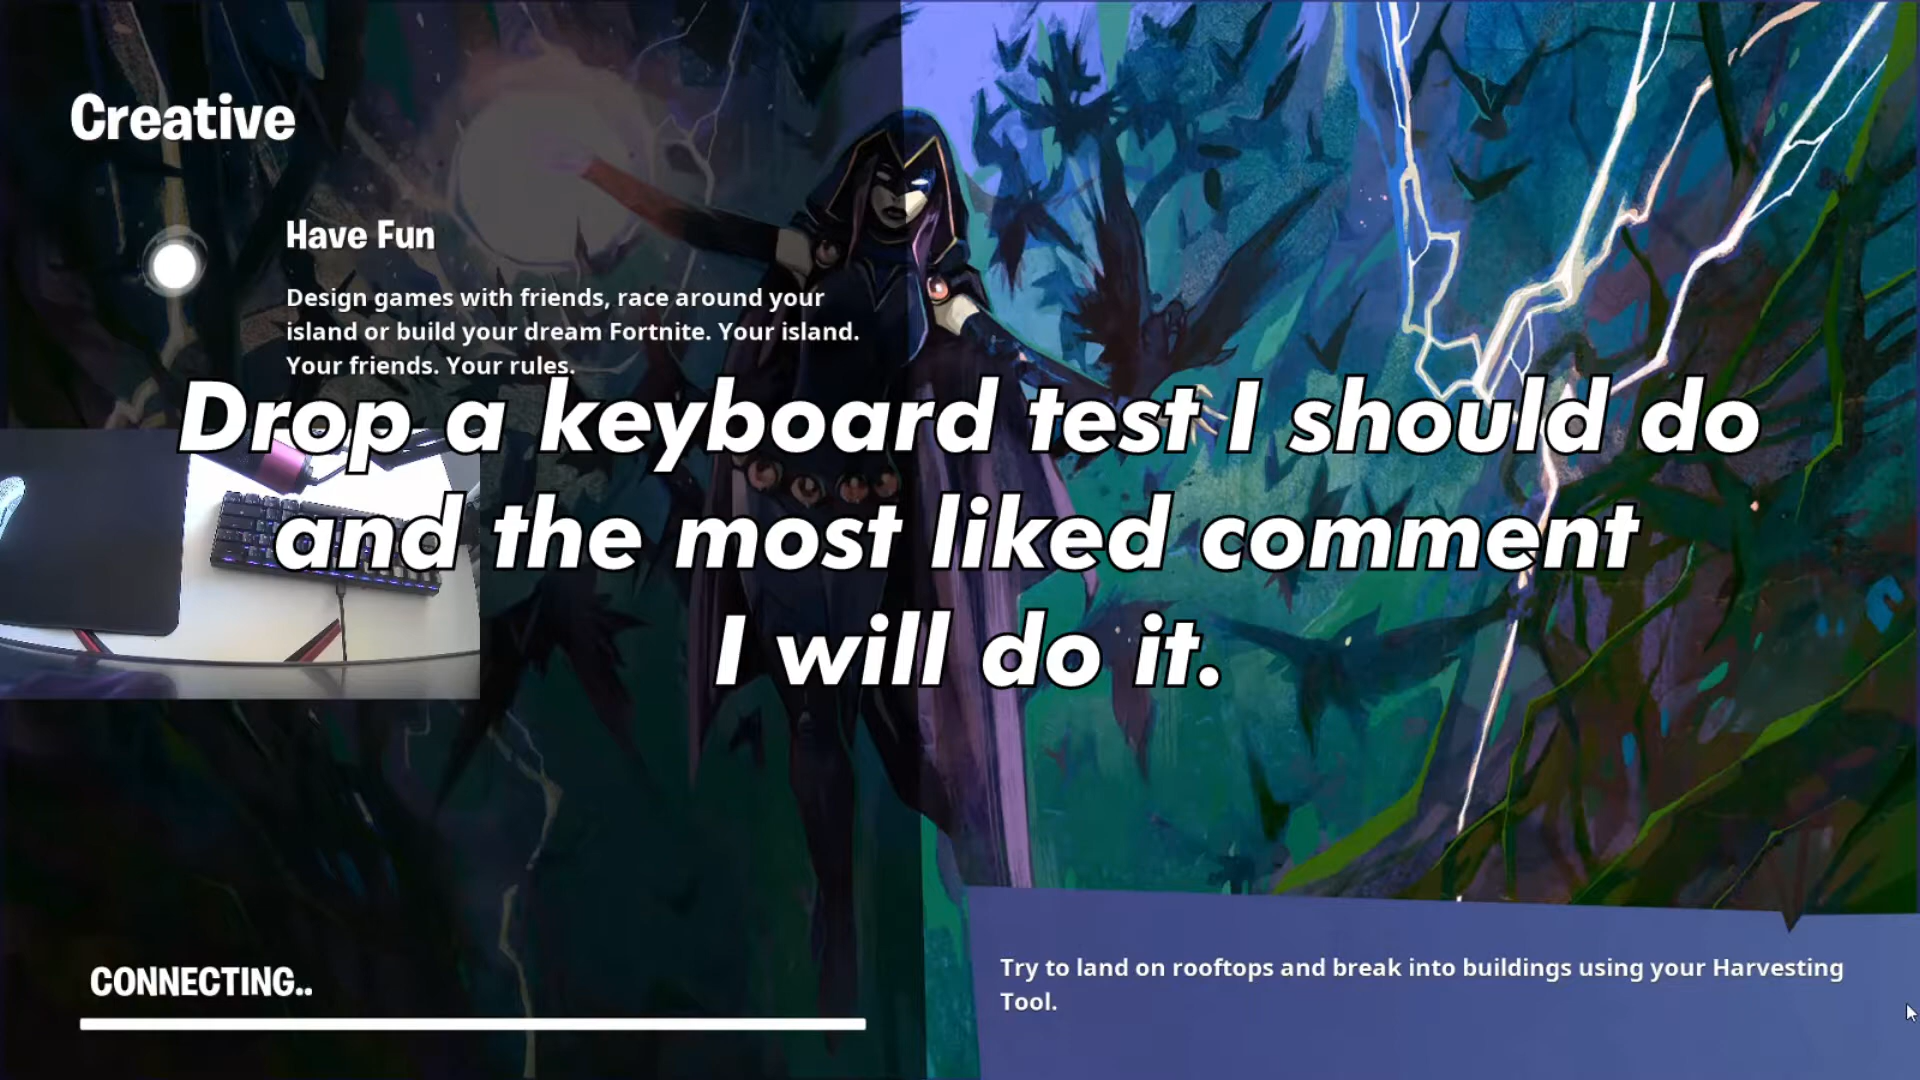 Creative
Have Fun
Design games with friends, race around your
island or build your dream Fortnite. Your island.
Your friends. Your rules.
Drop a keyboard test I should do
and the most liked comment
I will do it.
CONNECTING..
Try to land on rooftops and break into buildings using your Harvesting
Tool.